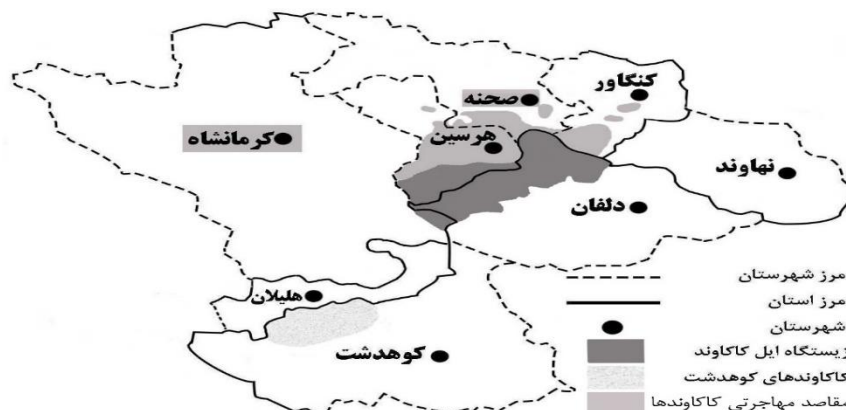 کنگاور
صحنه
کرمانشاه
هرسین
نهاوند
دلفان
هلیلان
کوهدشت
مرز شهرستان
مرز استان
شهرستان
زیستگاه ایل کاکاوند
کاکاوندهای کوهدشت
مقاصد مهاجرتی کاکاوندها